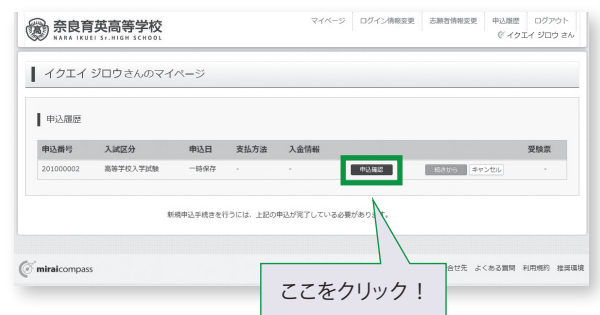 奈良育英高等学校
NARA IKUEI Sr.HIGH SCHOOL
マイページ ログイン情報変更 志願者情報変更 申込履歴 ログアウト
イクエイ ジロウ さん
イクエイ ジロウさんのマイページ
申込履歴
申込番号 入試区分 申込日 支払方法 入金情報 受験票
201000002 高等学校入学試験 一時保存 - - 申込確認 続きから キャンセル -
新規申込手続きを行うには、上記の申込が完了している必要があります。
miraicompass
合せ先 よくある質問 利用規約 推奨環境
ここをクリック！